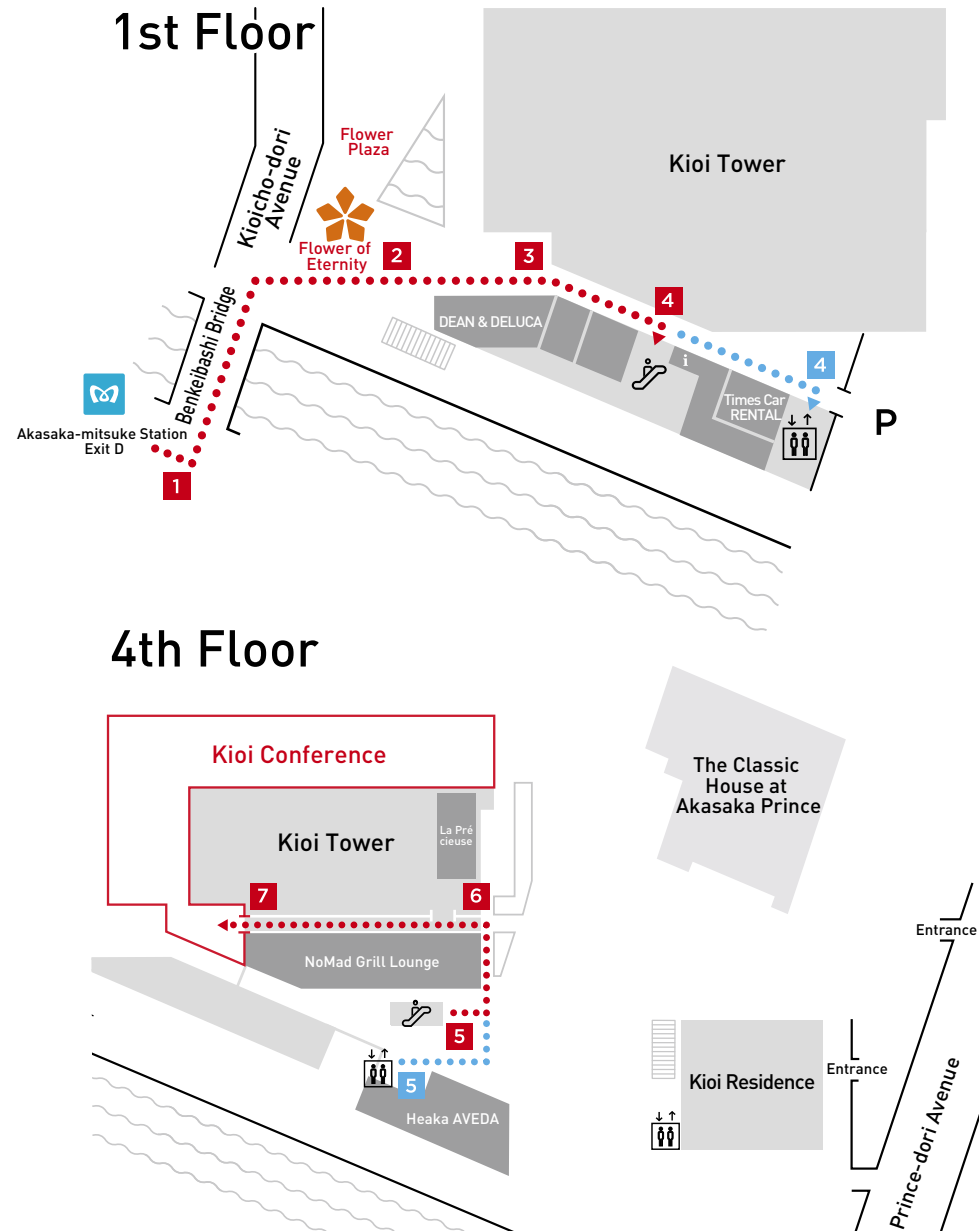 1st Floor
Kioicho-dori
Avenue
Flower
Plaza
Kioi Tower
Flower of
Eternity
2
3
4
Benkeibashi Bridge
DEAN & DELUCA
i
4
Times Car
RENTAL
P
Akasaka-mitsuke Station
Exit D
1
4th Floor
Kioi Conference
The Classic
House at
Akasaka Prince
La Pré
cieuse
Kioi Tower
7
6
Entrance
NoMad Grill Lounge
5
5
Entrance
Kioi Residence
Heaka AVEDA
Prince-dori Avenue